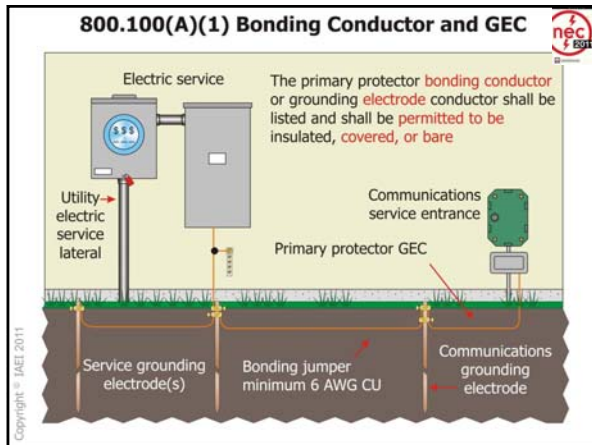 800.100(A)(1) Bonding Conductor and GEC
nec
2011
Electric service
The primary protector bonding conductor
or grounding electrode conductor shall be
listed and shall be permitted to be
insulated, covered, or bare
$ $ $
Utility
electric
service
lateral
Communications
service entrance
Primary protector GEC
Service grounding
electrode(s)
Bonding jumper
minimum 6 AWG CU
Communications
grounding
electrode
Copyright © IAEI 2011